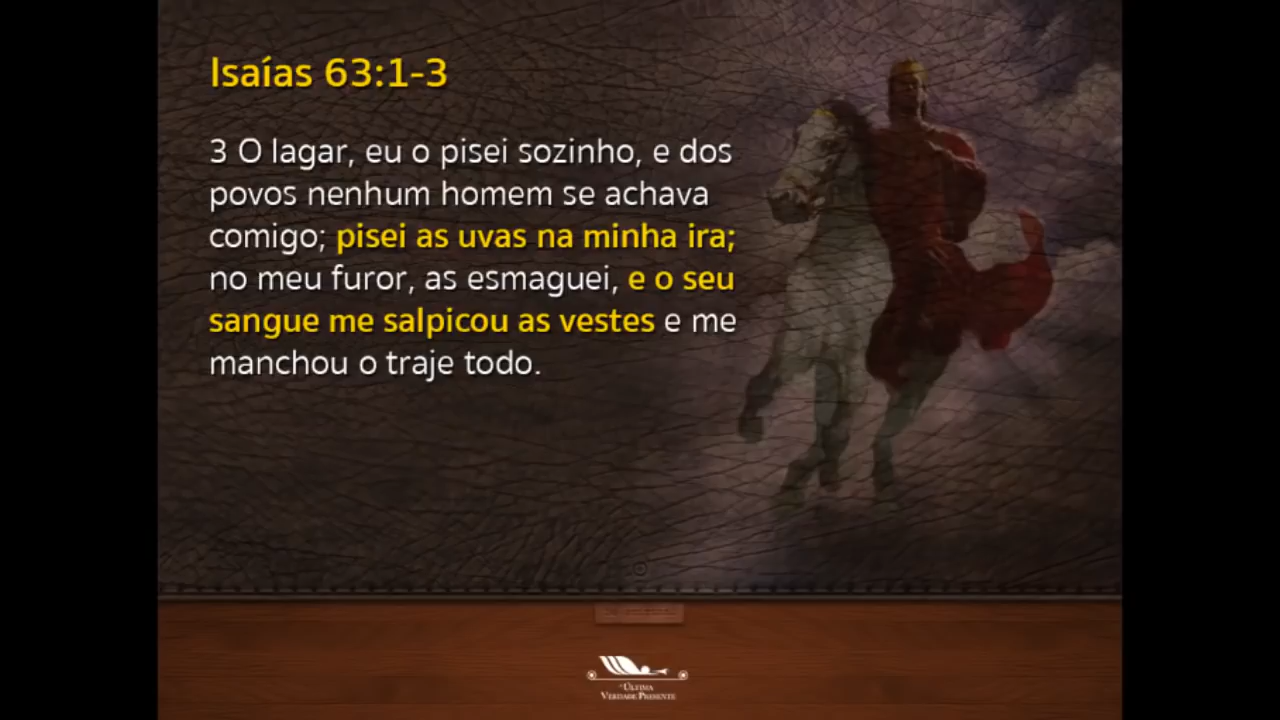 Isaías 63:1-3
3 O lagar, eu o pisei sozinho, e dos
povos nenhum homem se achava
comigo; pisei as uvas na minha ira;
no meu furor, as esmaguei, e o seu
sangue me salpicou as vestes e me
manchou o traje todo.
A ÚLTIMA
VERDADE PRESENTE